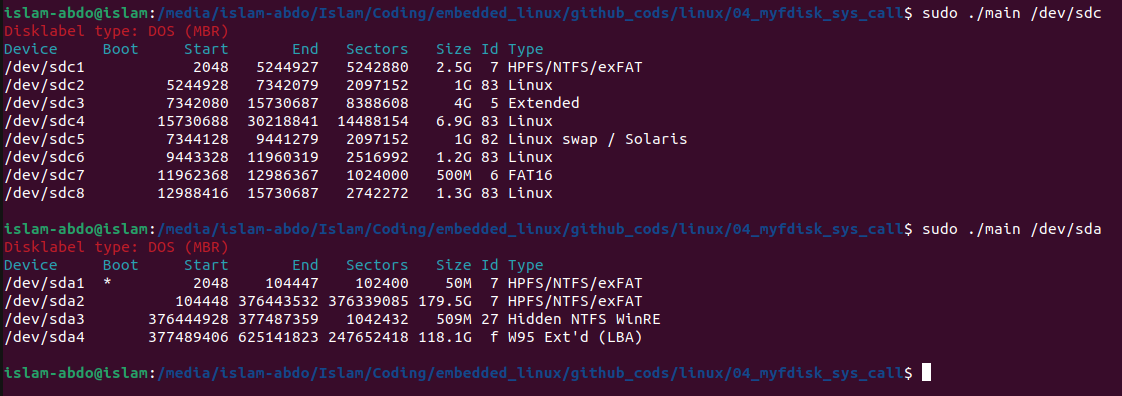 islam-abdo@islam:/media/islam-abdo/Islam/Coding/embedded_linux/github_cods/linux/04_myfdisk_sys_call$ sudo ./main /dev/sdc
Disklabel type: DOS (MBR)
Device     Boot     Start       End   Sectors    Size Id Type
/dev/sdc1            2048   5244927   5242880    2.5G  7 HPFS/NTFS/exFAT
/dev/sdc2         5244928   7342079   2097152      1G 83 Linux
/dev/sdc3         7342080  15730687   8388608      4G  5 Extended
/dev/sdc4        15730688  30218841  14488154    6.9G 83 Linux
/dev/sdc5         7344128   9441279   2097152      1G 82 Linux swap / Solaris
/dev/sdc6         9443328  11960319   2516992    1.2G 83 Linux
/dev/sdc7        11962368  12986367   1024000    500M  6 FAT16
/dev/sdc8        12988416  15730687   2742272    1.3G 83 Linux
islam-abdo@islam:/media/islam-abdo/Islam/Coding/embedded_linux/github_cods/linux/04_myfdisk_sys_call$ sudo ./main /dev/sda
Disklabel type: DOS (MBR)
Device     Boot     Start       End   Sectors    Size Id Type
/dev/sda1  *         2048    104447    102400     50M  7 HPFS/NTFS/exFAT
/dev/sda2          104448 376443532 376339085 179.5G  7 HPFS/NTFS/exFAT
/dev/sda3       376444928 377487359   1042432    509M 27 Hidden NTFS WinRE
/dev/sda4       377489406 625141823 247652418 118.1G  f W95 Ext'd (LBA)
islam-abdo@islam:/media/islam-abdo/Islam/Coding/embedded_linux/github_cods/linux/04_myfdisk_sys_call$